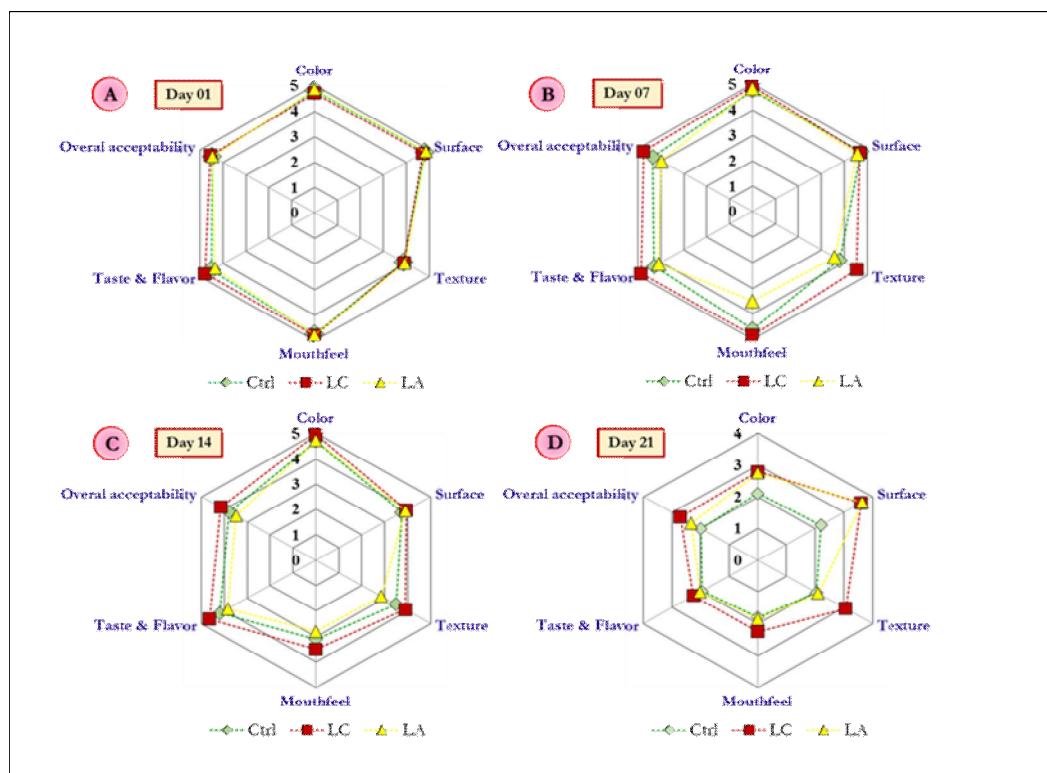 A
Day 01
Color
5
4
3
2
1
0
Overal acceptability
Surface
Taste & Flavor
Texture
Mouthfeel
Ctrl LC LA
B
Day 07
Color
5
4
3
2
1
0
Overal acceptability
Surface
Taste & Flavor
Texture
Mouthfeel
Ctrl LC LA
C
Day 14
Color
5
4
3
2
1
0
Overal acceptability
Surface
Taste & Flavor
Texture
Mouthfeel
Ctrl LC LA
D
Day 21
Color
4
3
2
1
0
Overal acceptability
Surface
Taste & Flavor
Texture
Mouthfeel
Ctrl LC LA